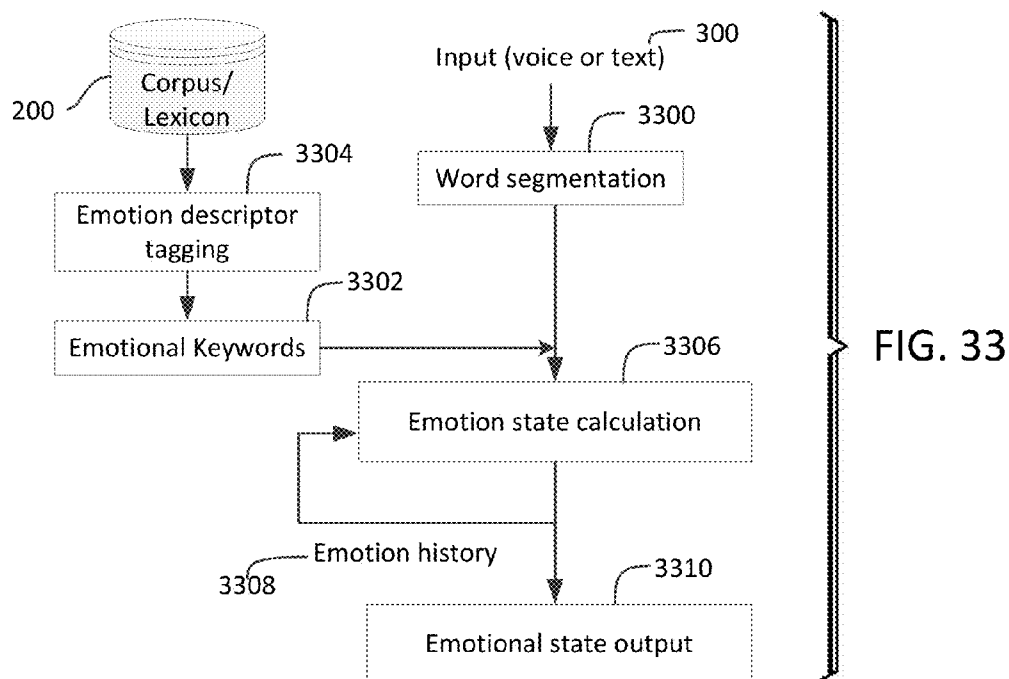 300
Input (voice or text)
Corpus/
Lexicon
200
3300
Word segmentation
3304
Emotion descriptor
tagging
3302
Emotional Keywords
3306
Emotion state calculation
FIG. 33
Emotion history
3308
3310
Emotional state output